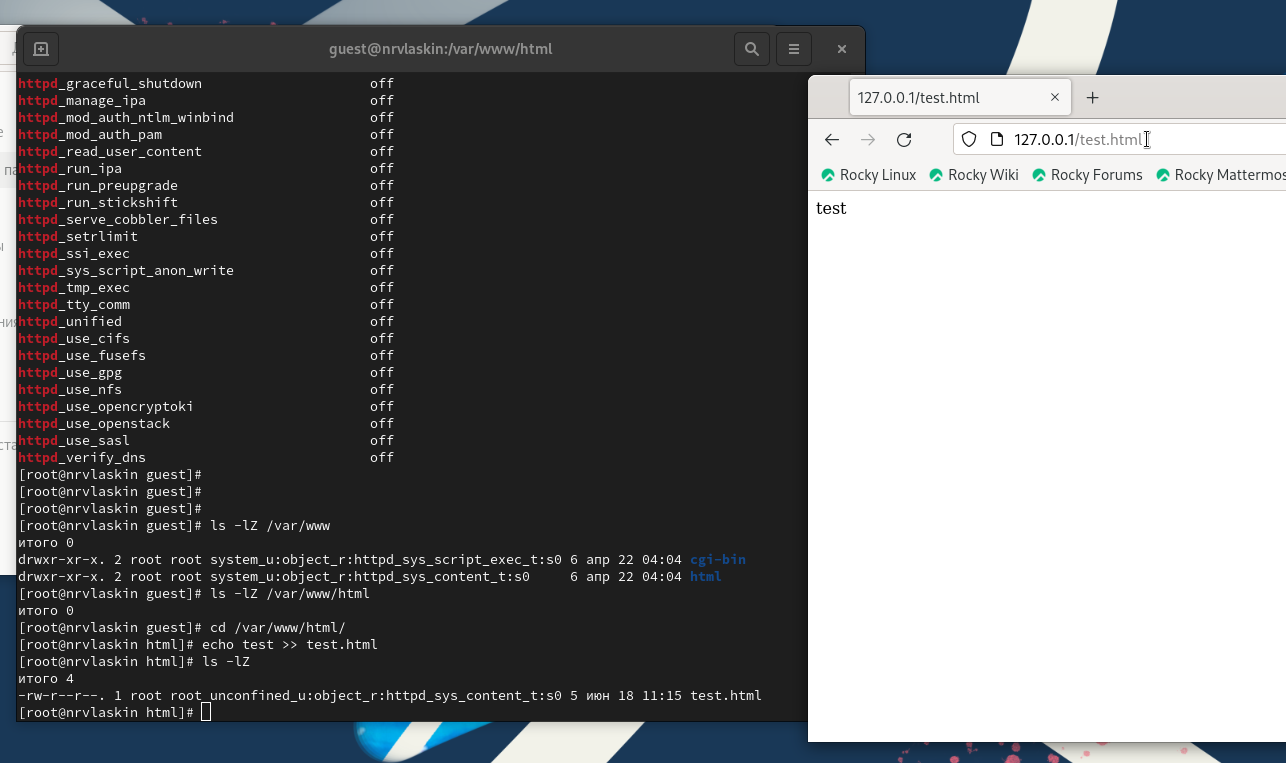 guest@nrvlaskin:/var/www/html
httpd_graceful_shutdown off
httpd_manage_ipa off
httpd_mod_auth_ntlm_winbind off
httpd_mod_auth_pam off
httpd_read_user_content off
httpd_run_ipa off
httpd_run_preupgrade off
httpd_run_stickshift off
httpd_serve_cobbler_files off
httpd_setrlimit off
httpd_ssi_exec off
httpd_sys_script_anon_write off
httpd_tmp_exec off
httpd_tty_comm off
httpd_unified off
httpd_use_cifs off
httpd_use_fusefs off
httpd_use_gpg off
httpd_use_nfs off
httpd_use_opencryptoki off
httpd_use_openstack off
httpd_use_sasl off
httpd_verify_dns off
[root@nrvlaskin guest]#
[root@nrvlaskin guest]#
[root@nrvlaskin guest]#
[root@nrvlaskin guest]# ls -lZ /var/www
итого 0
drwxr-xr-x. 2 root root system_u:object_r:httpd_sys_script_exec_t:s0 6 апр 22 04:04 cgi-bin
drwxr-xr-x. 2 root root system_u:object_r:httpd_sys_content_t:s0 6 апр 22 04:04 html
[root@nrvlaskin guest]# ls -lZ /var/www/html
итого 0
[root@nrvlaskin guest]# cd /var/www/html/
[root@nrvlaskin html]# echo test >> test.html
[root@nrvlaskin html]# ls -lZ
итого 4
-rw-r--r--. 1 root root unconfined_u:object_r:httpd_sys_content_t:s0 5 июн 18 11:15 test.html
[root@nrvlaskin html]#
127.0.0.1/test.html
127.0.0.1/test.html
Rocky Linux Rocky Wiki Rocky Forums Rocky Mattermos
test